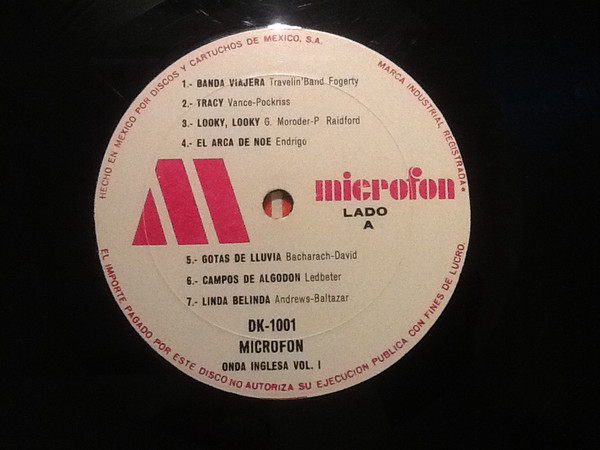 HECHO EN MEXICO POR DISCOS Y CARTUCHOS DE MEXICO, S.A.
MARCA INDUSTRIAL REGISTRADA
1.- BANDA VIAJERA Travelin'Band Fogerty
2.- TRACY Vance-Pockriss
3.- LOOKY, LOOKY G. Moroder-P. Raidford
4.- EL ARCA DE NOE Endrigo
M
microfon
LADO
A
5.- GOTAS DE LLUVIA Bacharach-David
6.- CAMPOS DE ALGODON Ledbeter
7.- LINDA BELINDA Andrews-Baltazar
DK-1001
MICROFON
ONDA INGLESA VOL. I
EL IMPORTE PAGADO POR ESTE DISCO NO AUTORIZA SU EJECUCION PUBLICA CON FINES DE LUCRO.